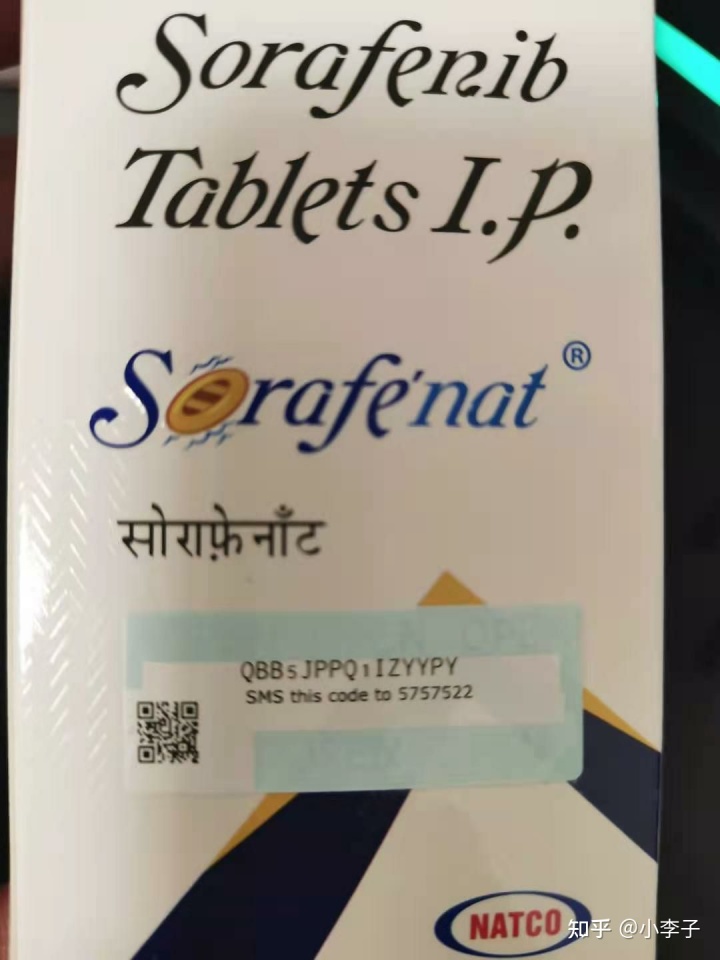 Sorafenib
Tablets I.P.
Sorafenat ®
सोराफ़ेनाँट
QBB5JPPQ1IZYYPY
SMS this code to 5757522
NATCO
知乎 @小李子